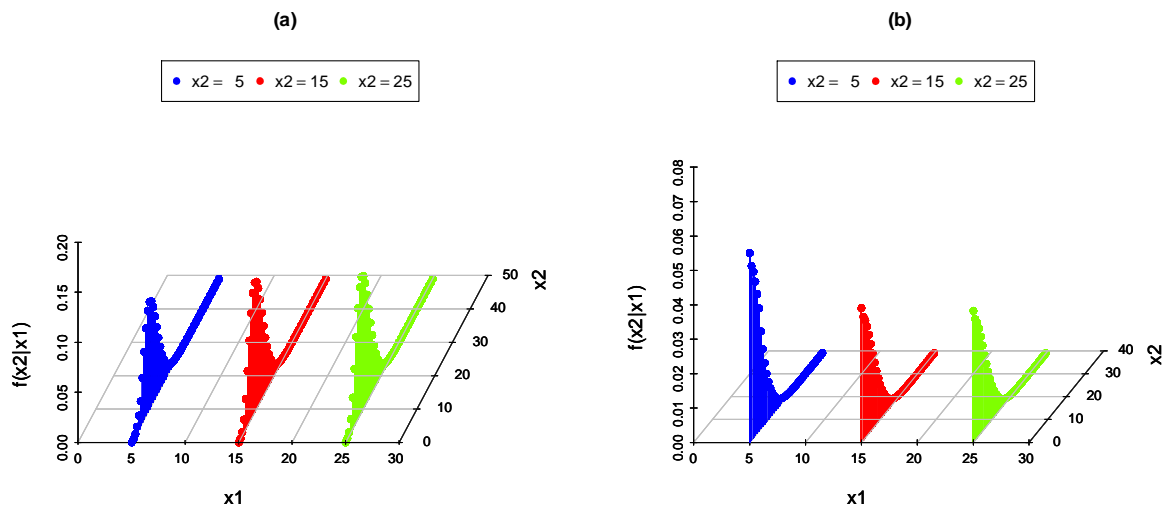 (a)
x2 = 5 x2 = 15 x2 = 25
f(x2|x1)
0.00 0.05 0.10 0.15 0.20
0 5 10 15 20 25 30
x1
0 10 20 30 40 50
x2
(b)
x2 = 5 x2 = 15 x2 = 25
f(x2|x1)
0.00 0.01 0.02 0.03 0.04 0.05 0.06 0.07 0.08
0 5 10 15 20 25 30
x1
0 10 20 30 40
x2